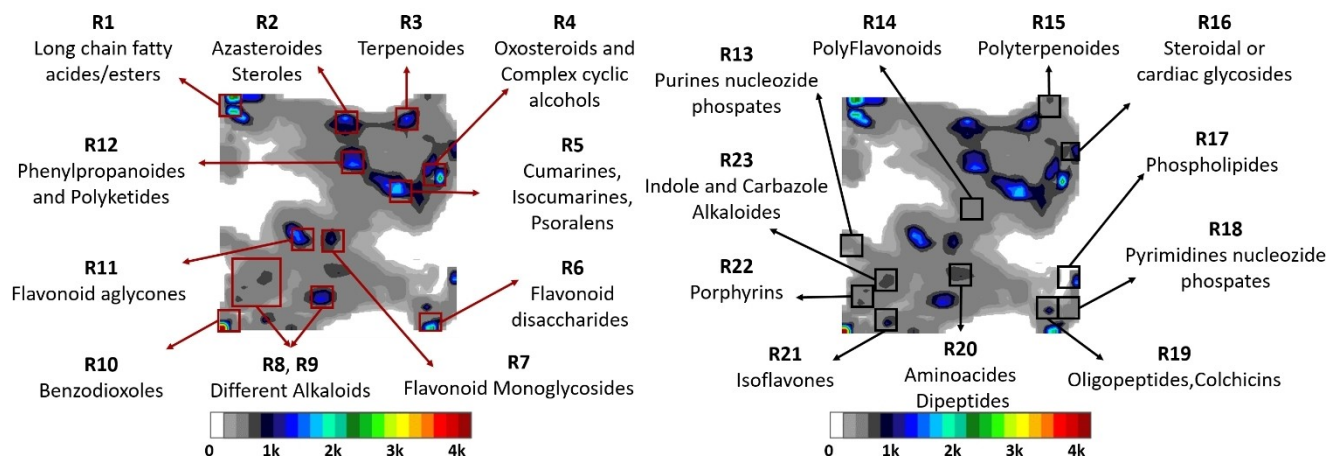 R1
Long chain fatty
acides/esters
R2
Azasteroides
Steroles
R3
Terpenoides
R4
Oxosteroids and
Complex cyclic
alcohols
R12
Phenylpropanoides
and Polyketides
R5
Cumarines,
Isocumarines,
Psoralens
R11
Flavonoid aglycones
R6
Flavonoid
disaccharides
R10
Benzodioxoles
R8, R9
Different Alkaloids
R7
Flavonoid Monoglycosides
0 1k 2k 3k 4k
R13
Purines nucleozide
phospates
R14
PolyFlavonoids
R15
Polyterpenoides
R16
Steroidal or
cardiac glycosides
R23
Indole and Carbazole
Alkaloides
R17
Phospholipides
R22
Porphyrins
R18
Pyrimidines nucleozide
phospates
R21
Isoflavones
R20
Aminoacides
Dipeptides
R19
Oligopeptides,Colchicins
0 1k 2k 3k 4k